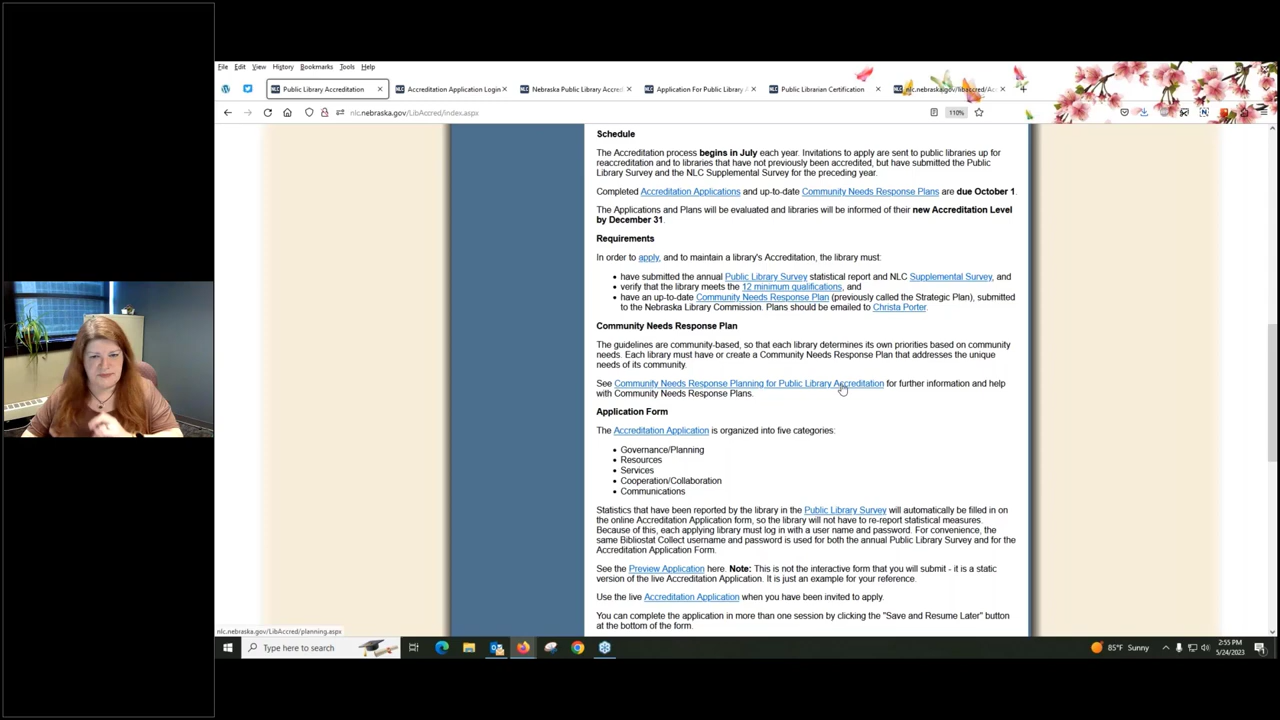 File Edit View History Bookmarks Tools Help
Public Library Accreditation
Accreditation Application Login
Nebraska Public Library Accred
Application For Public Library A
Public Librarian Certification
nlc.nebraska.gov/libaccred/Ac
nlc.nebraska.gov/LibAccred/index.aspx
110%
Schedule
The Accreditation process begins in July each year. Invitations to apply are sent to public libraries up for
reaccreditation and to libraries that have not previously been accredited, but have submitted the Public
Library Survey and the NLC Supplemental Survey for the preceding year.
Completed Accreditation Applications and up-to-date Community Needs Response Plans are due October 1.
The Applications and Plans will be evaluated and libraries will be informed of their new Accreditation Level
by December 31.
Requirements
In order to apply, and to maintain a library's Accreditation, the library must:
• have submitted the annual Public Library Survey statistical report and NLC Supplemental Survey, and
• verify that the library meets the 12 minimum qualifications, and
• have an up-to-date Community Needs Response Plan (previously called the Strategic Plan), submitted
to the Nebraska Library Commission. Plans should be emailed to Christa Porter.
Community Needs Response Plan
The guidelines are community-based, so that each library determines its own priorities based on community
needs. Each library must have or create a Community Needs Response Plan that addresses the unique
needs of its community.
See Community Needs Response Planning for Public Library Accreditation for further information and help
with Community Needs Response Plans.
Application Form
The Accreditation Application is organized into five categories:
• Governance/Planning
• Resources
• Services
• Cooperation/Collaboration
• Communications
Statistics that have been reported by the library in the Public Library Survey will automatically be filled in on
the online Accreditation Application form, so the library will not have to re-report statistical measures.
Because of this, each applying library must log in with a user name and password. For convenience, the
same Bibliostat Collect username and password is used for both the annual Public Library Survey and for the
Accreditation Application Form.
See the Preview Application here. Note: This is not the interactive form that you will submit - it is a static
version of the live Accreditation Application. It is just an example for your reference.
Use the live Accreditation Application when you have been invited to apply.
You can complete the application in more than one session by clicking the "Save and Resume Later" button
at the bottom of the form.
nlc.nebraska.gov/LibAccred/planning.aspx
Type here to search
85°F Sunny
2:55 PM
5/24/2023